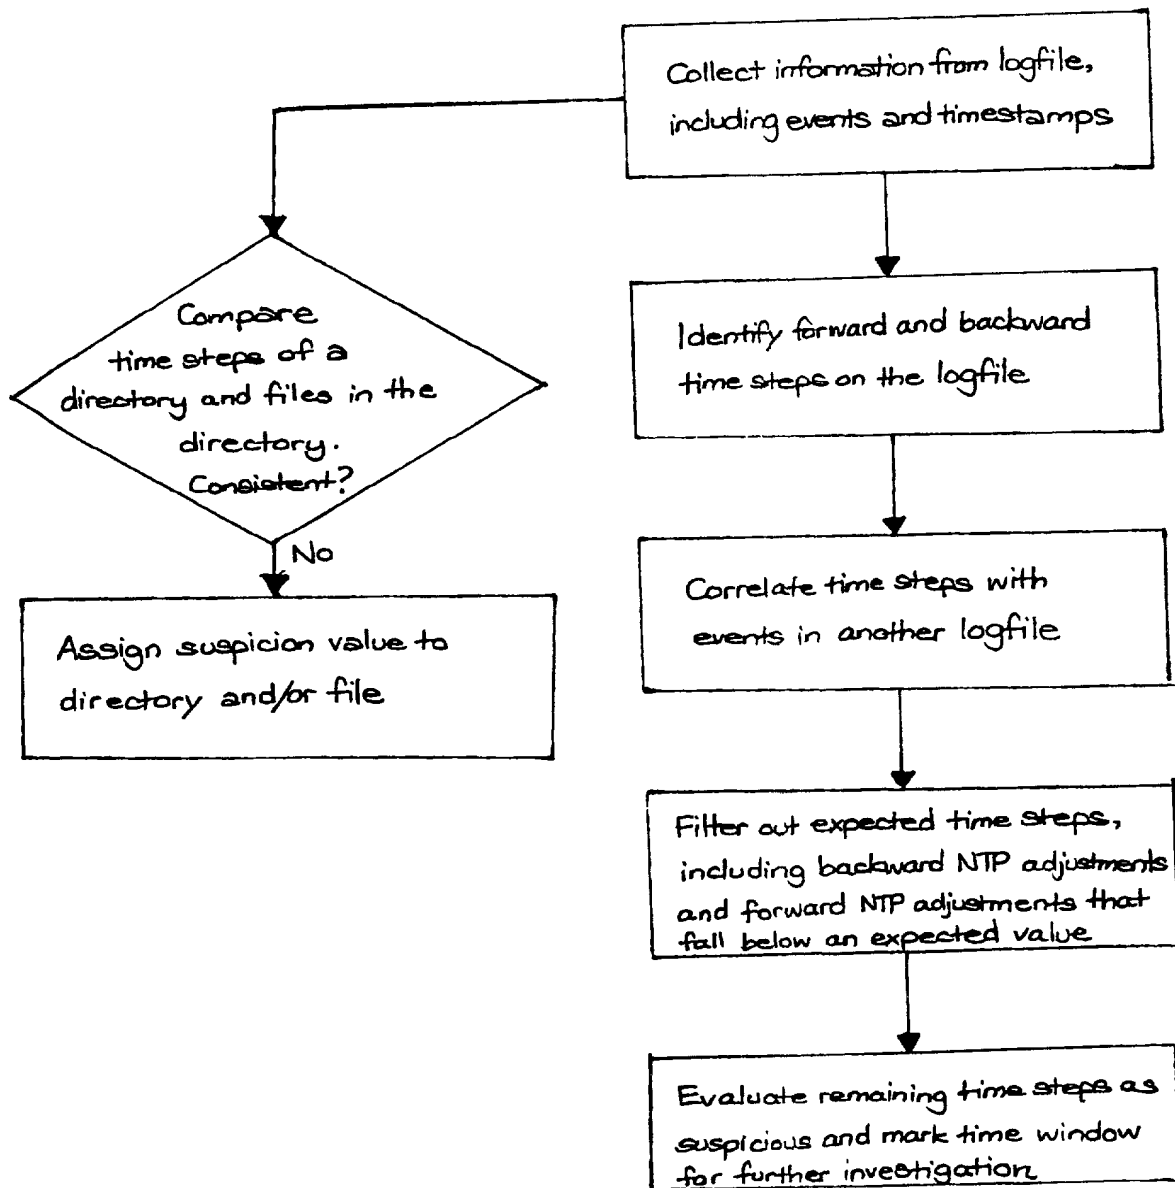 Collect information from logfile,
including events and timestamps
Compare
time steps of a
directory and files in the
directory.
Consistent?
No
Assign suspicion value to
directory and/or file
Identify forward and backward
time steps on the logfile
Correlate time steps with
events in another logfile
Filter out expected time steps,
including backward NTP adjustments
and forward NTP adjustments that
fall below an expected value
Evaluate remaining time steps as
suspicious and mark time window
for further investigation